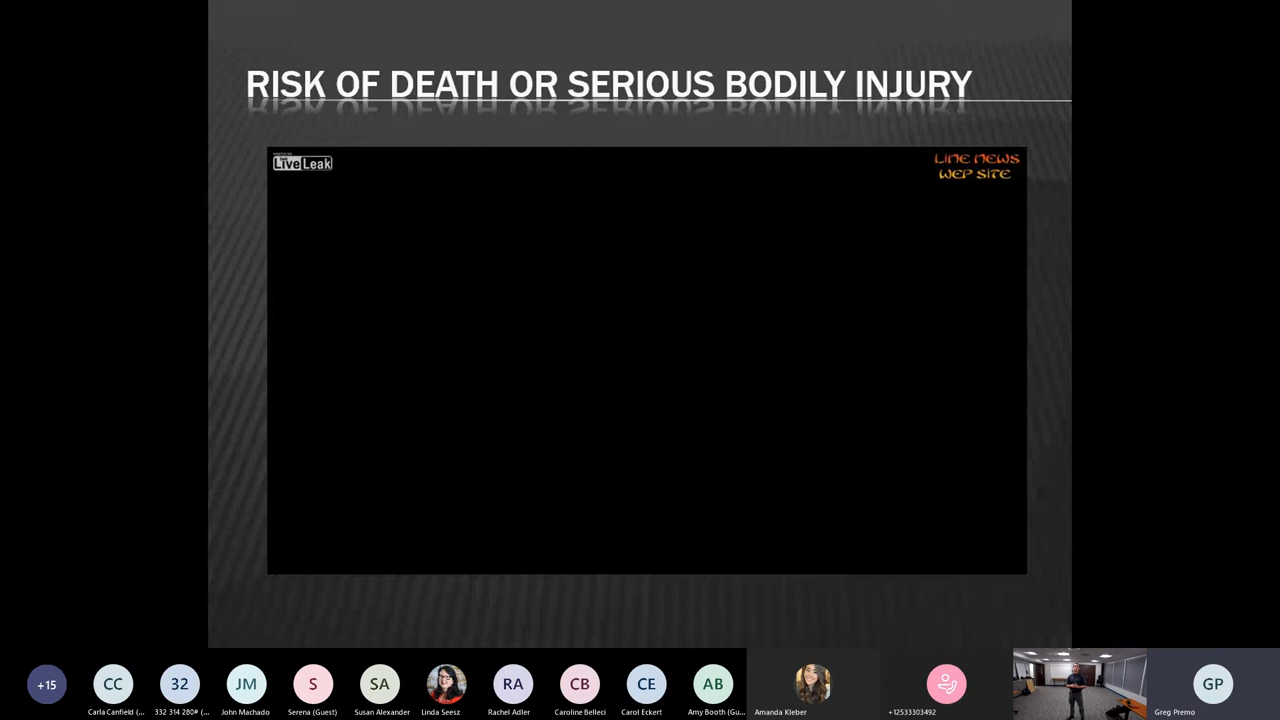 RISK OF DEATH OR SERIOUS BODILY INJURY
LiveLeak
LINE NEWS
WEP SITE
+15
CC
32
JM
S
SA
RA
CB
CE
AB
GP
Carla Canfield (...
332 314 280# (...
John Machado
Serena (Guest)
Susan Alexander
Linda Seesz
Rachel Adler
Caroline Belleci
Carol Eckert
Amy Booth (Gu...
Amanda Kleber
+12533303492
Greg Premo